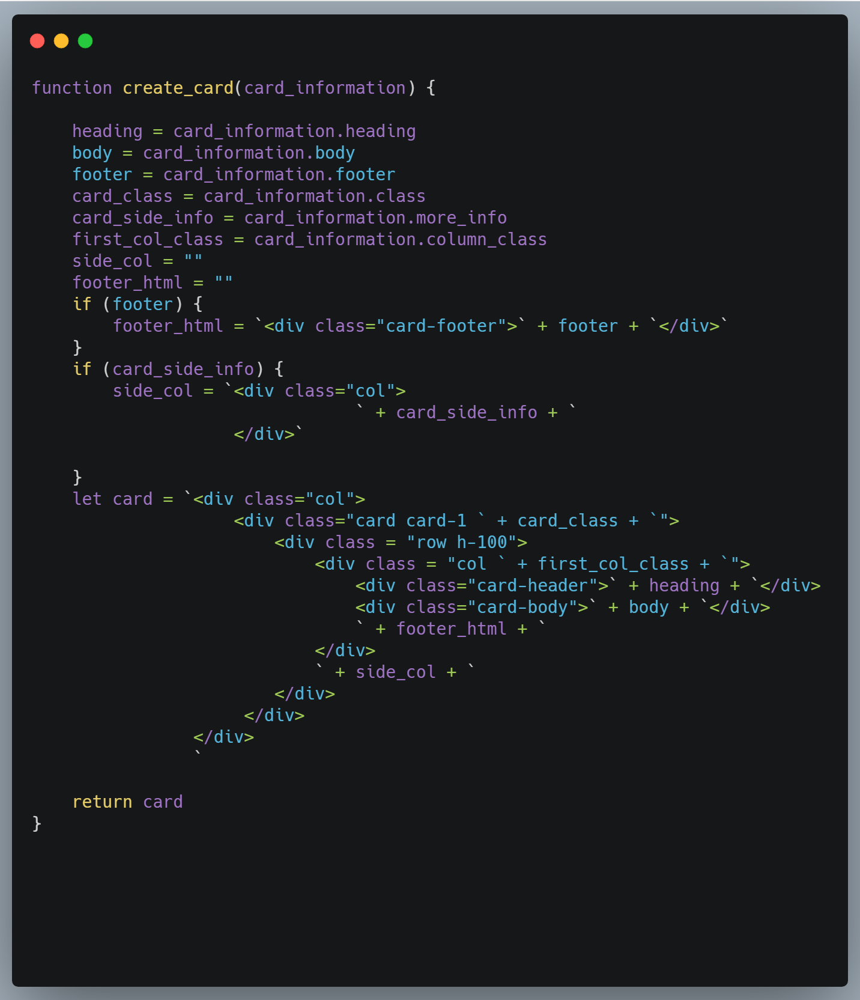 function create_card(card_information) {

    heading = card_information.heading
    body = card_information.body
    footer = card_information.footer
    card_class = card_information.class
    card_side_info = card_information.more_info
    first_col_class = card_information.column_class
    side_col = ""
    footer_html = ""
    if (footer) {
        footer_html = `<div class="card-footer">` + footer + `</div>`
    }
    if (card_side_info) {
        side_col = `<div class="col">
                                ` + card_side_info + `
                    </div>`

    }
    let card = `<div class="col">
                    <div class="card card-1 ` + card_class + `">
                        <div class = "row h-100">
                            <div class = "col ` + first_col_class + `">
                                <div class="card-header">` + heading + `</div>
                                <div class="card-body">` + body + `</div>
                                ` + footer_html + `
                            </div>
                            ` + side_col + `
                        </div>
                     </div>
                </div>
                `

    return card
}